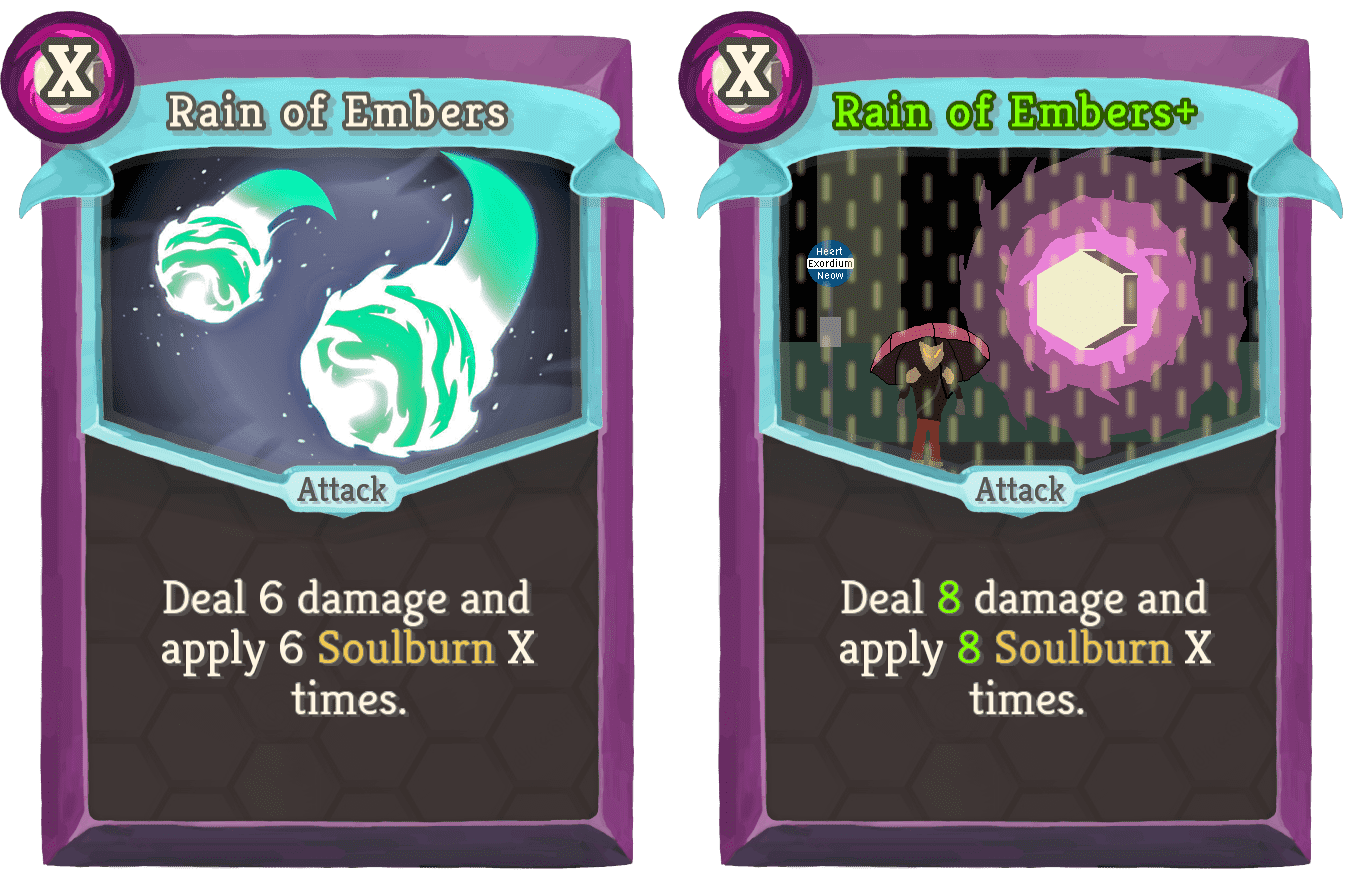 X
Rain of Embers
Attack
Deal 6 damage and
apply 6 Soulburn X
times.
X
Rain of Embers+
Heart
Exordium
Neow
Attack
Deal 8 damage and
apply 8 Soulburn X
times.